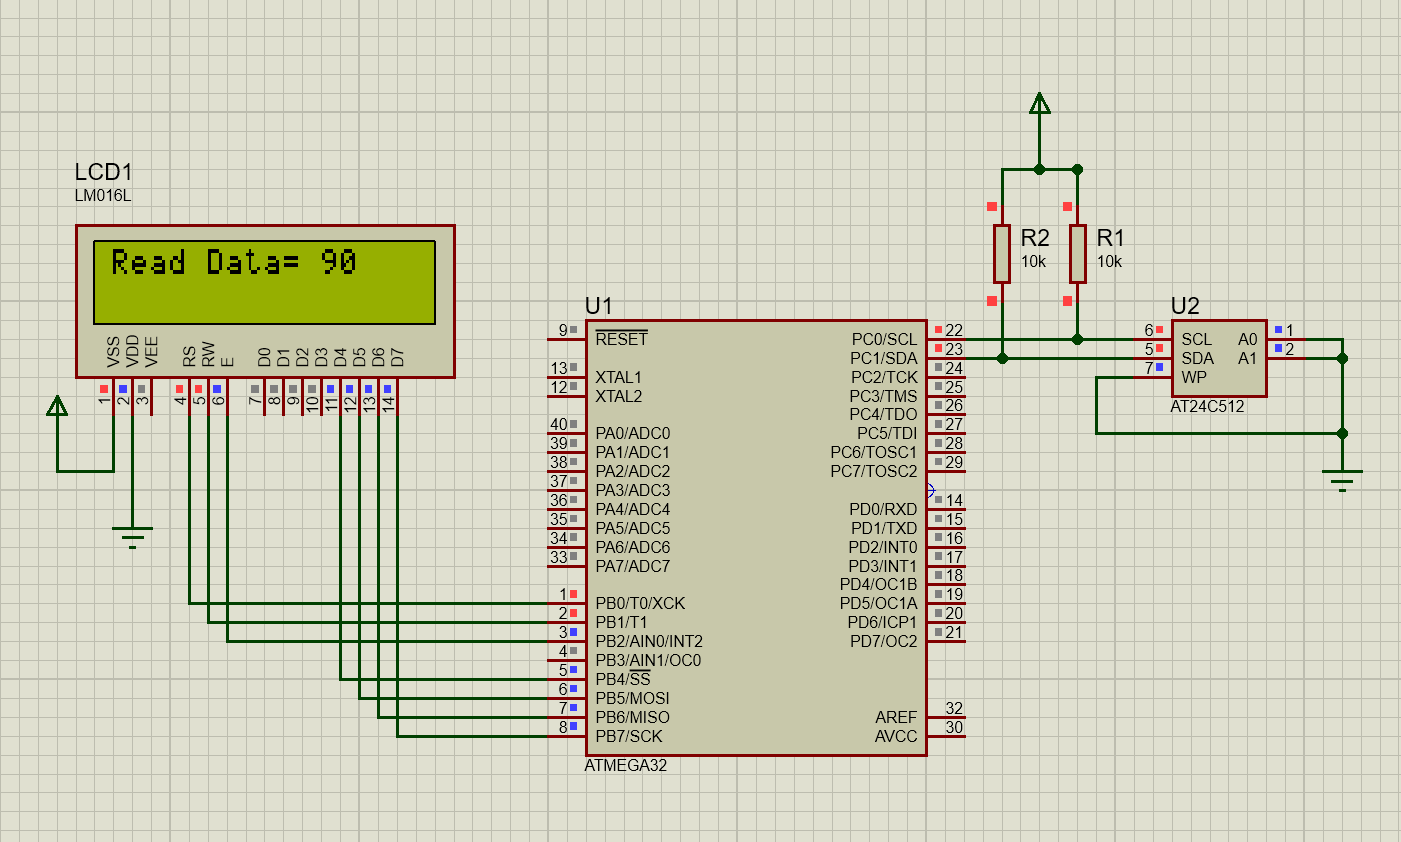 LCD1
LM016L
Read Data= 90
VSS VDD VEE RS RW E D0 D1 D2 D3 D4 D5 D6 D7
1 2 3 4 5 6 7 8 9 10 11 12 13 14
U1
9 RESET
13 XTAL1
12 XTAL2
40 PA0/ADC0
39 PA1/ADC1
38 PA2/ADC2
37 PA3/ADC3
36 PA4/ADC4
35 PA5/ADC5
34 PA6/ADC6
33 PA7/ADC7
1 PB0/T0/XCK
2 PB1/T1
3 PB2/AIN0/INT2
4 PB3/AIN1/OC0
5 PB4/SS
6 PB5/MOSI
7 PB6/MISO
8 PB7/SCK
PC0/SCL 22
PC1/SDA 23
PC2/TCK 24
PC3/TMS 25
PC4/TDO 26
PC5/TDI 27
PC6/TOSC1 28
PC7/TOSC2 29
PD0/RXD 14
PD1/TXD 15
PD2/INT0 16
PD3/INT1 17
PD4/OC1B 18
PD5/OC1A 19
PD6/ICP1 20
PD7/OC2 21
AREF 32
AVCC 30
ATMEGA32
R2
10k
R1
10k
U2
6 SCL A0 1
5 SDA A1 2
7 WP
AT24C512